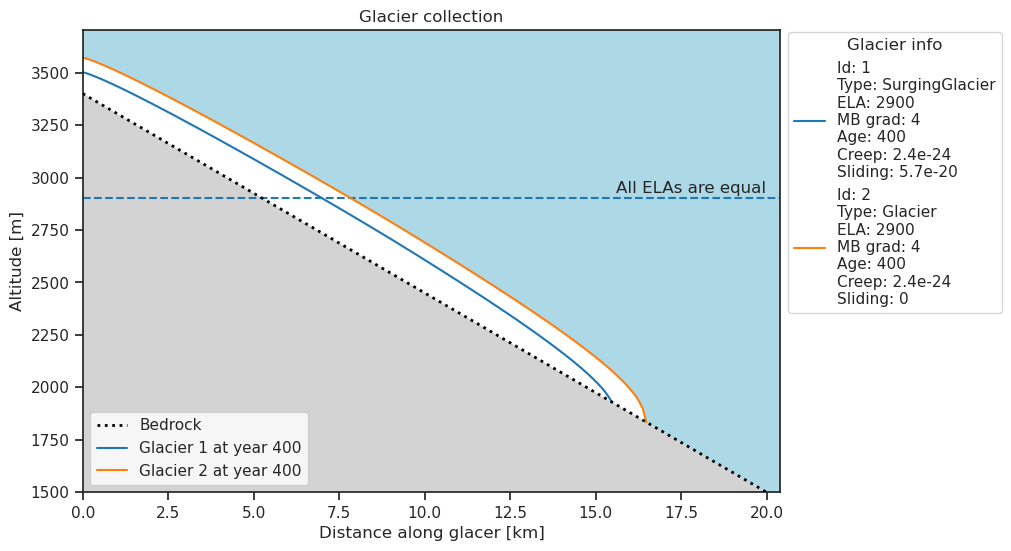 Glacier collection
Altitude [m]
3500
3250
3000
2750
2500
2250
2000
1750
1500
All ELAs are equal
Bedrock
Glacier 1 at year 400
Glacier 2 at year 400
0.0 2.5 5.0 7.5 10.0 12.5 15.0 17.5 20.0
Distance along glacer [km]
Glacier info
Id: 1
Type: SurgingGlacier
ELA: 2900
MB grad: 4
Age: 400
Creep: 2.4e-24
Sliding: 5.7e-20
Id: 2
Type: Glacier
ELA: 2900
MB grad: 4
Age: 400
Creep: 2.4e-24
Sliding: 0